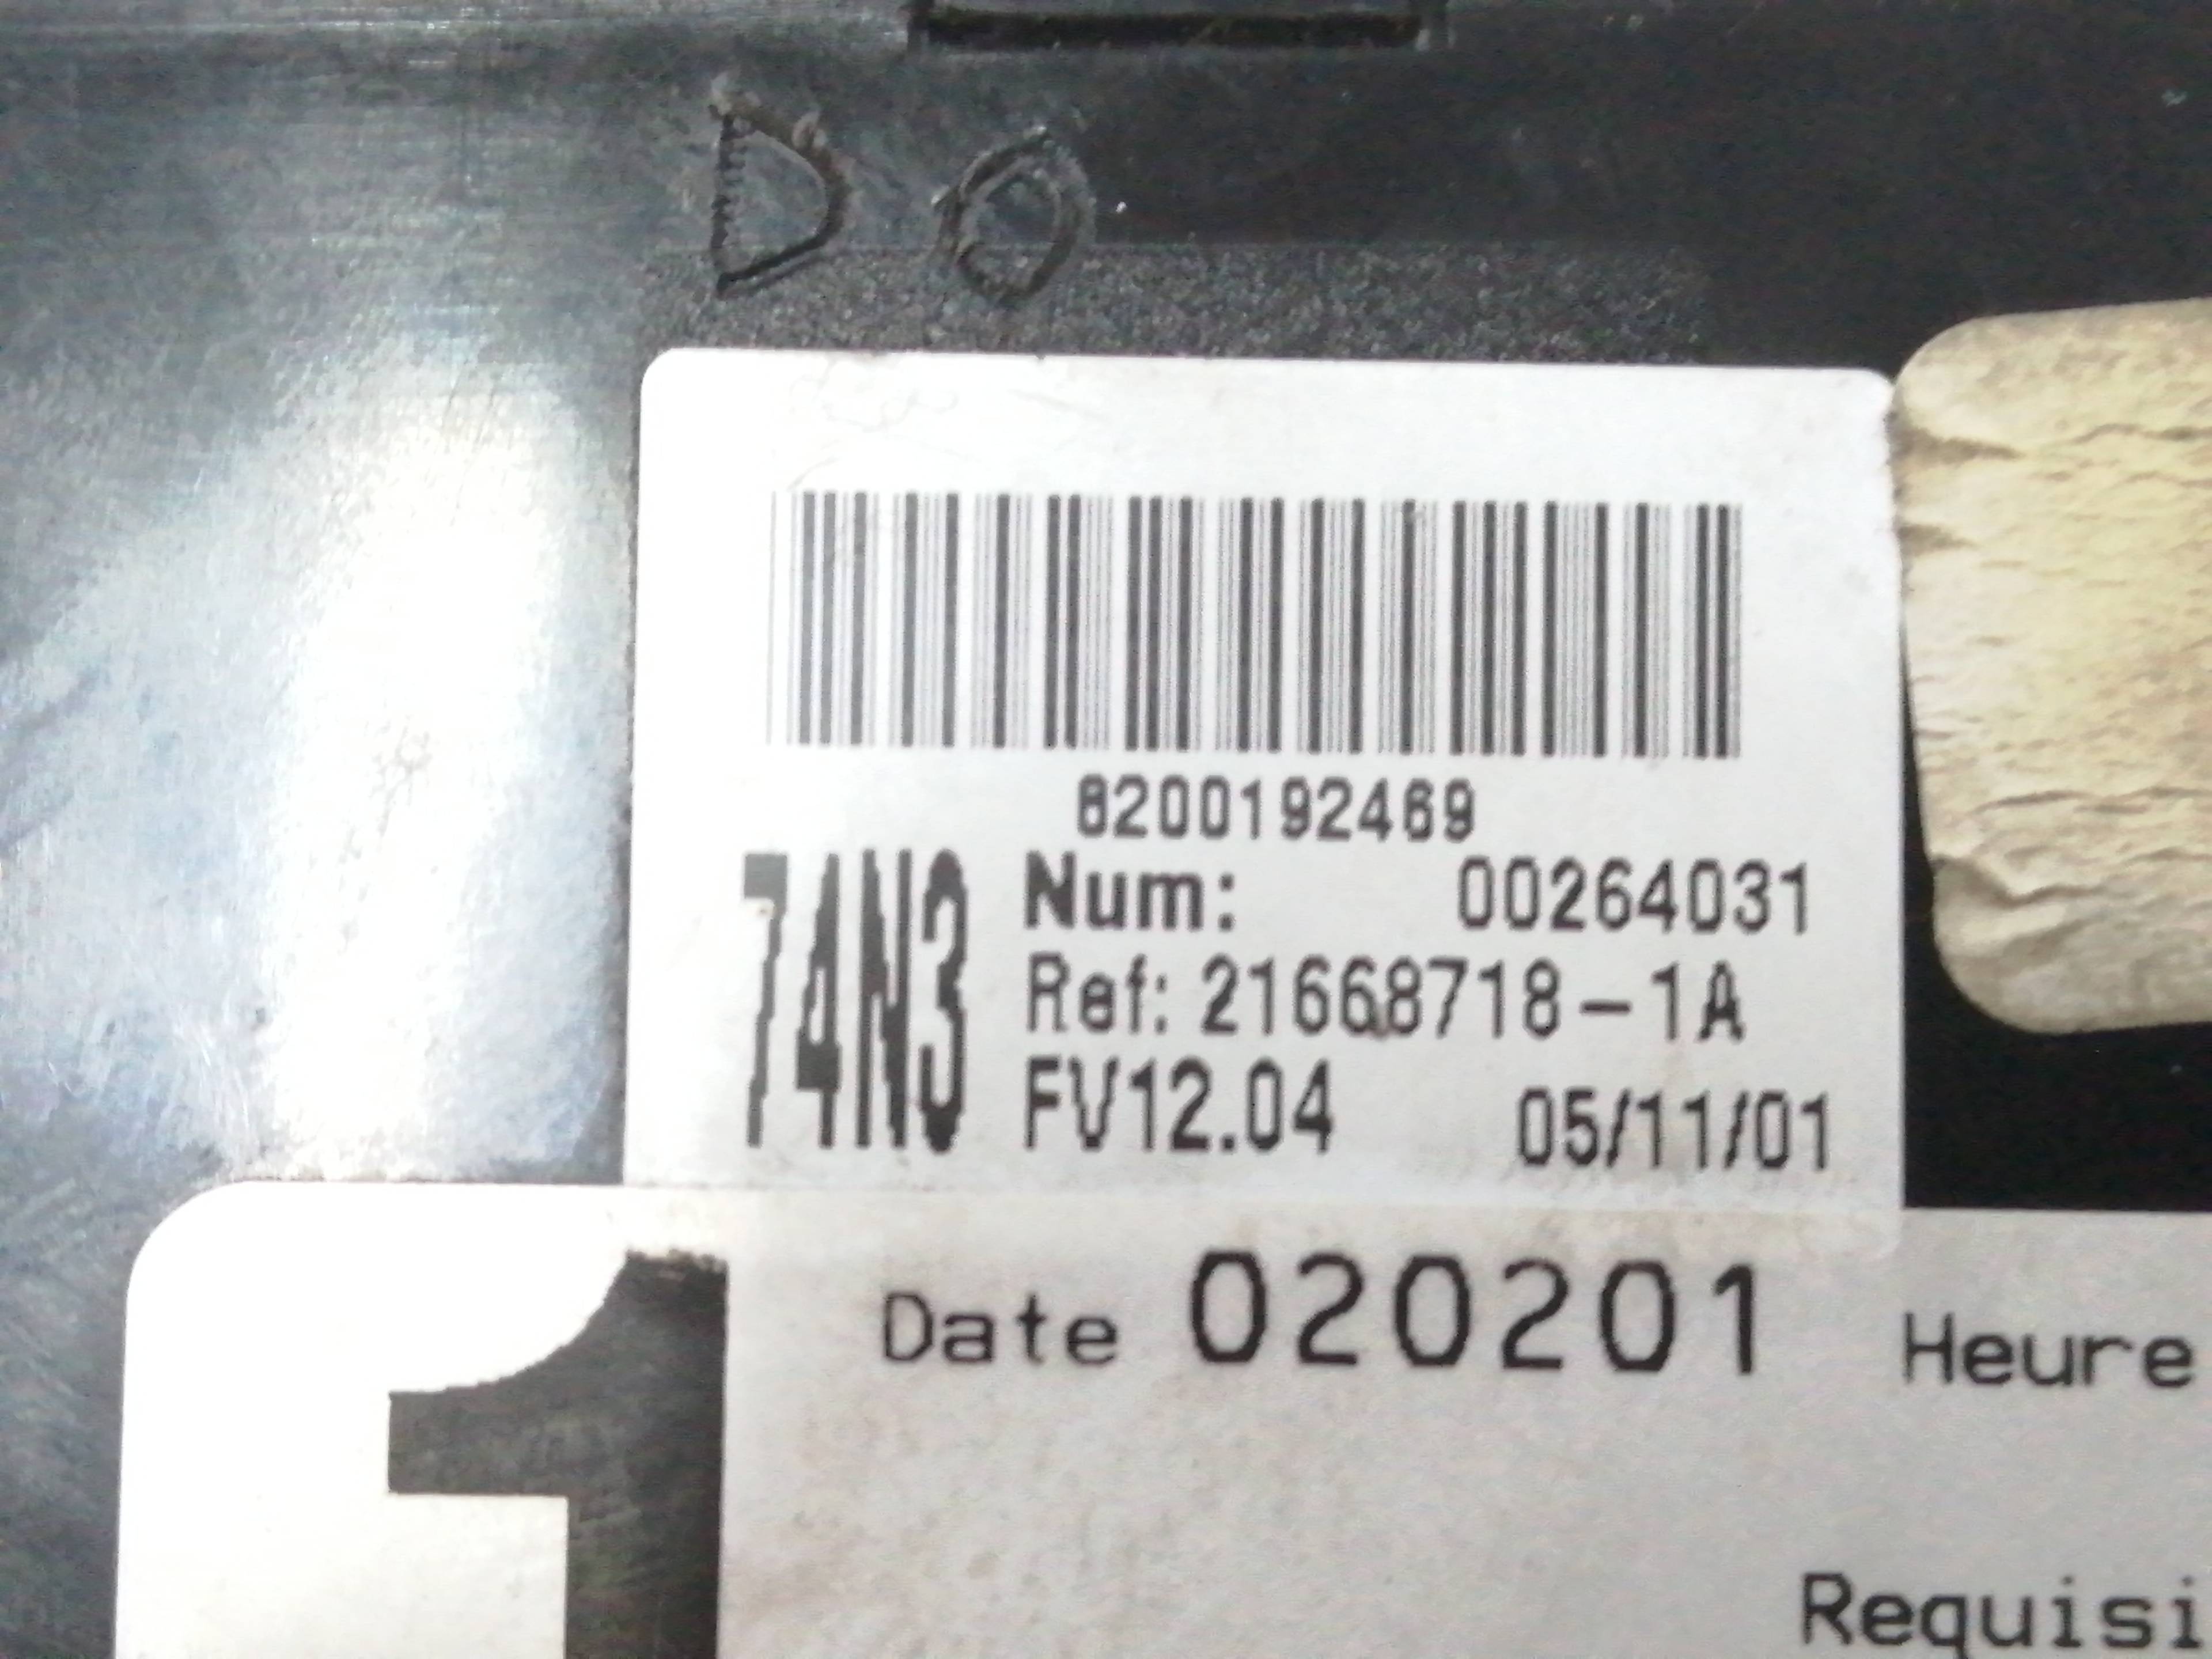 DO
8200192469
74N3
Num: 00264031
Ref: 21668718-1A
FV12.04 05/11/01
Date 020201 Heure
1
Requisi